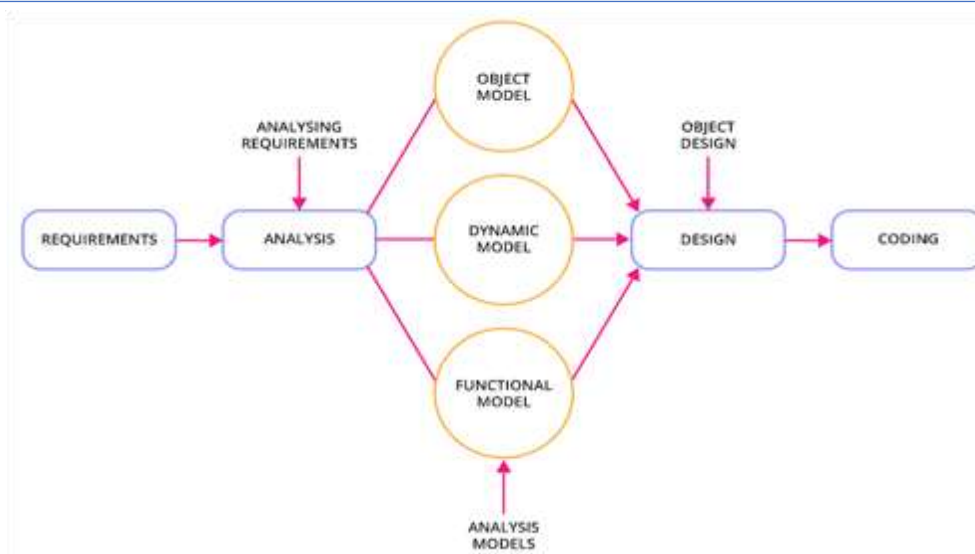 OBJECT
MODEL
ANALYSING
REQUIREMENTS
OBJECT
DESIGN
REQUIREMENTS
ANALYSIS
DYNAMIC
MODEL
DESIGN
CODING
FUNCTIONAL
MODEL
ANALYSIS
MODELS